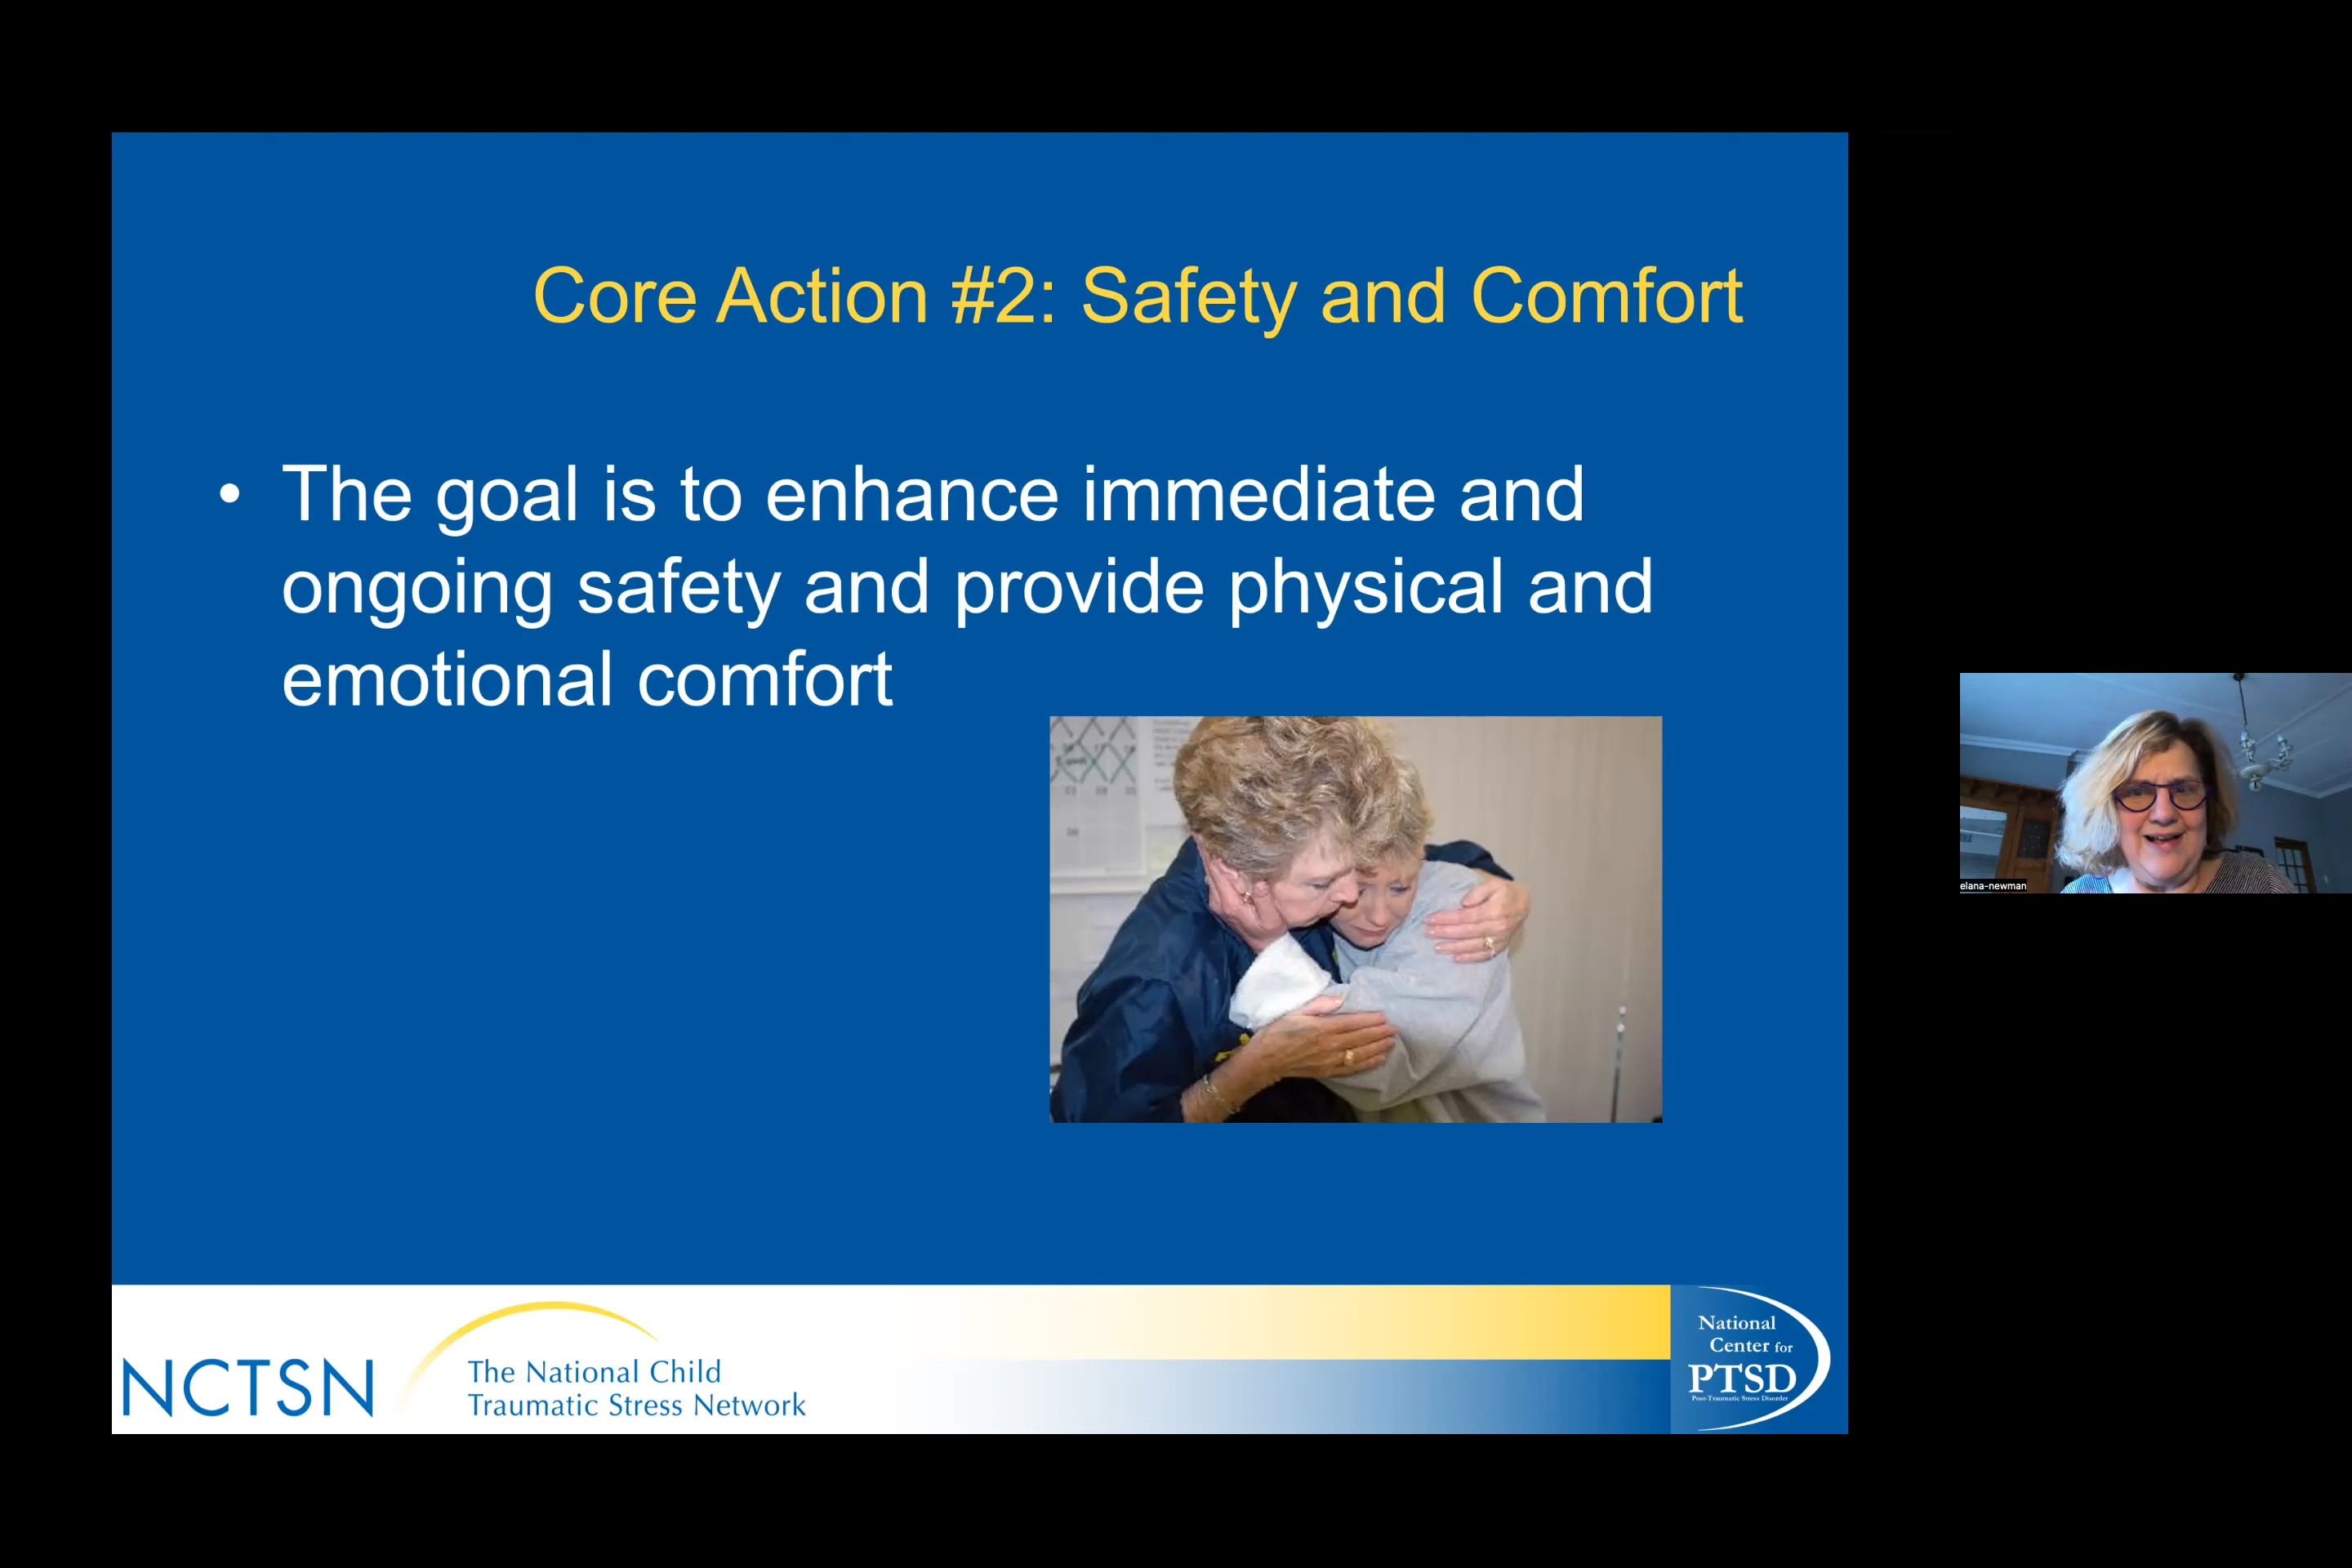 Core Action #2: Safety and Comfort
• The goal is to enhance immediate and
ongoing safety and provide physical and
emotional comfort
elana-newman
NCTSN
The National Child
Traumatic Stress Network
National
Center for
PTSD
Post-Traumatic Stress Disorder